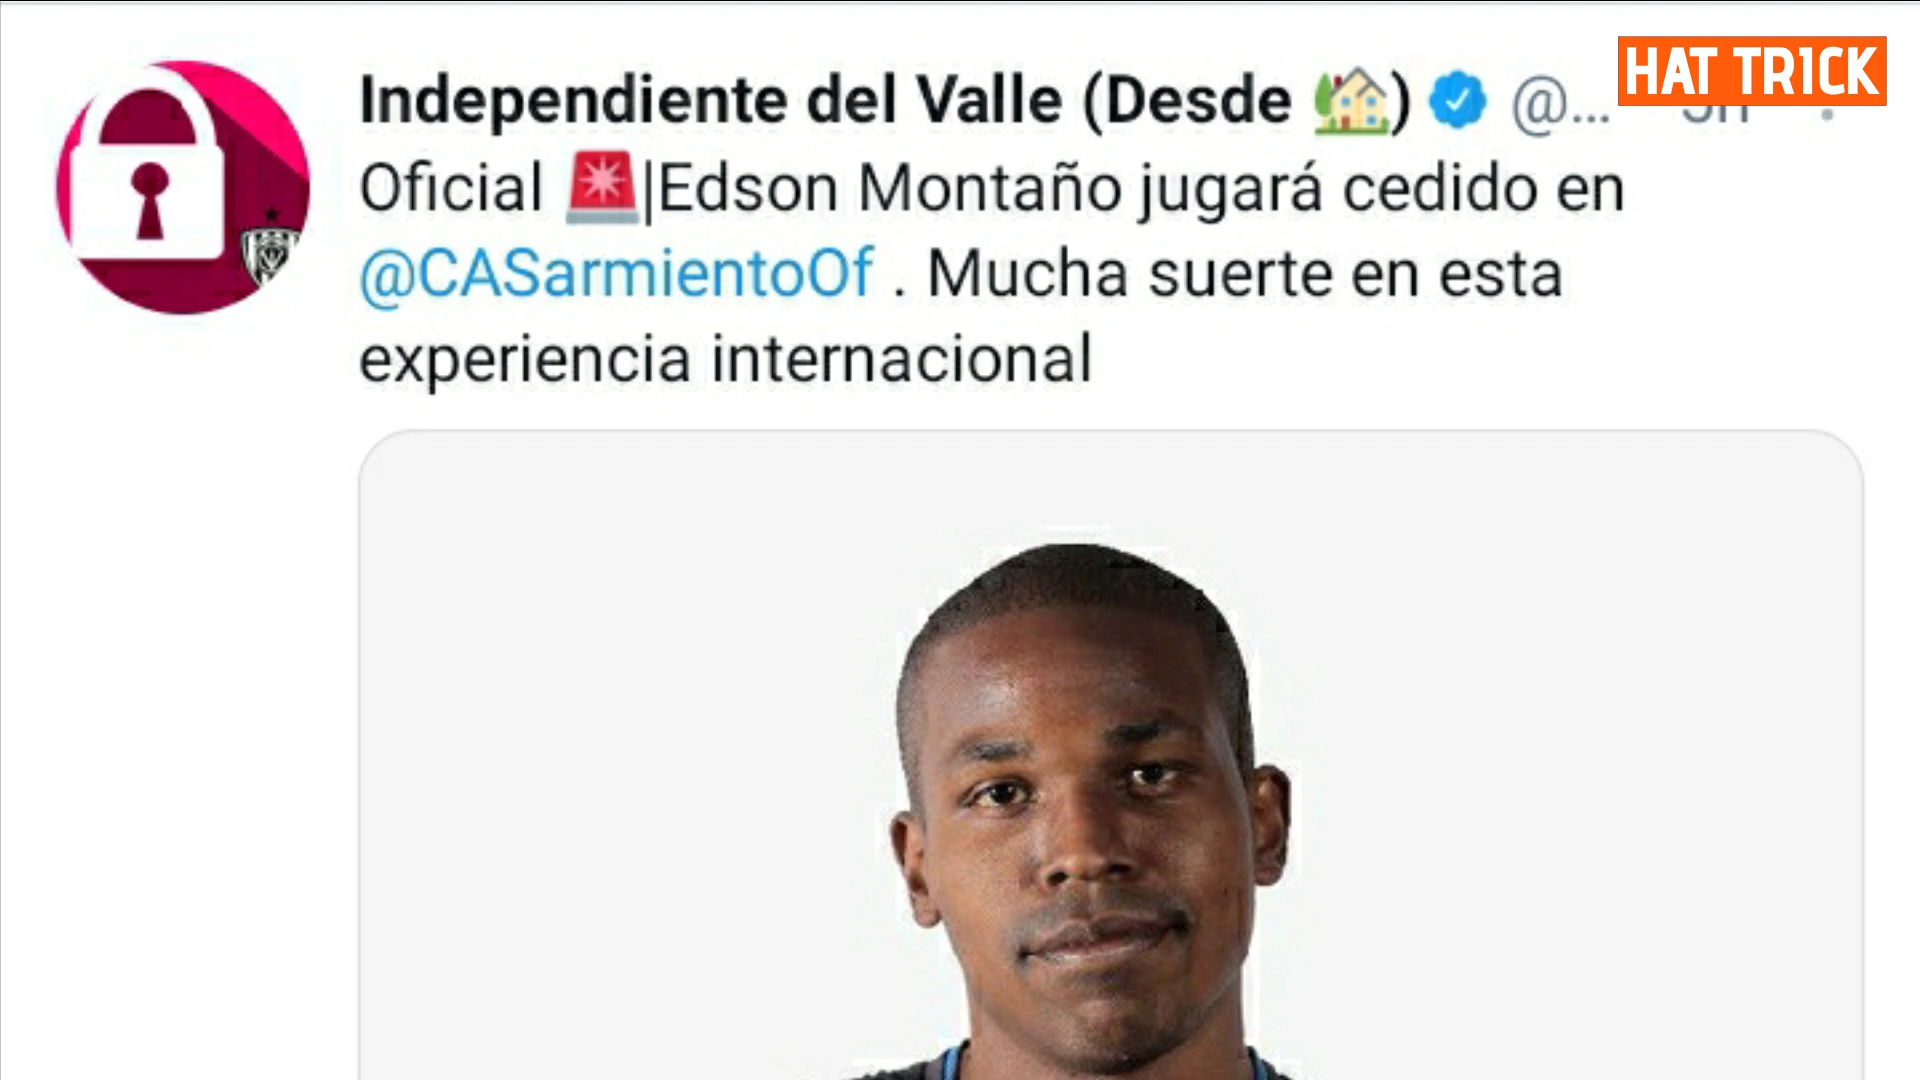 HAT TRICK
Independiente del Valle (Desde 🏡) @...
Oficial 🚨|Edson Montaño jugará cedido en
@CASarmientoOf . Mucha suerte en esta
experiencia internacional